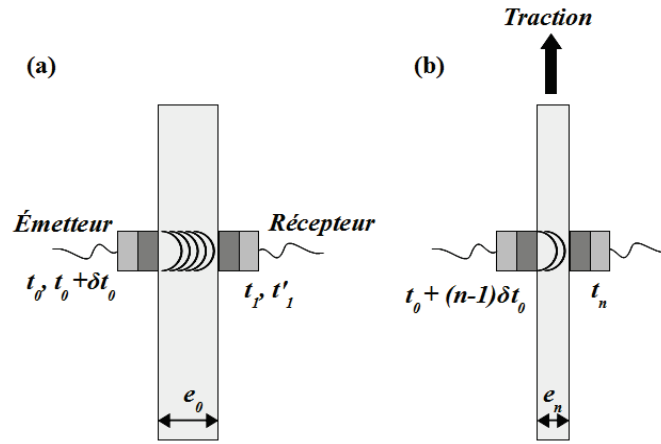 Traction
(a)
(b)
Émetteur
Récepteur
t₀, t₀ + δt₀
t₁, t'₁
t₀ + (n-1)δt₀
tₙ
e₀
eₙ